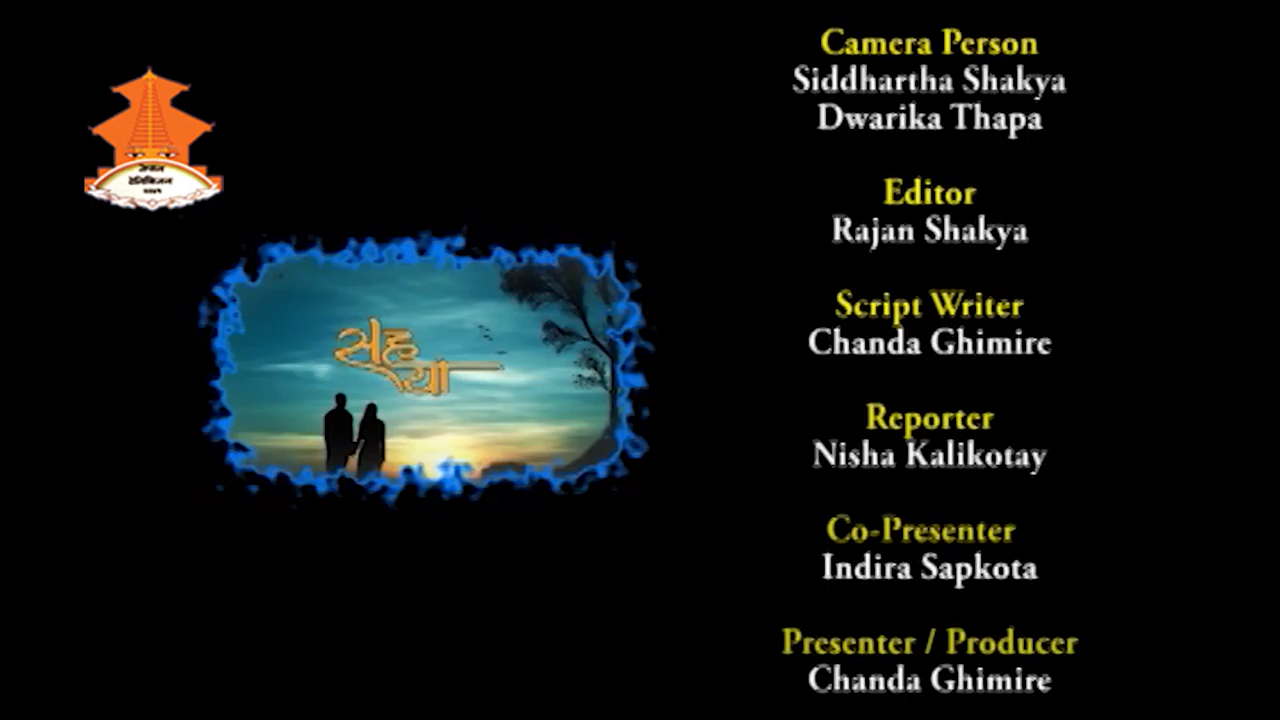 नेपाल
टेलिभिजन
Camera Person
Siddhartha Shakya
Dwarika Thapa
Editor
Rajan Shakya
Script Writer
Chanda Ghimire
Reporter
Nisha Kalikotay
Co-Presenter
Indira Sapkota
Presenter / Producer
Chanda Ghimire